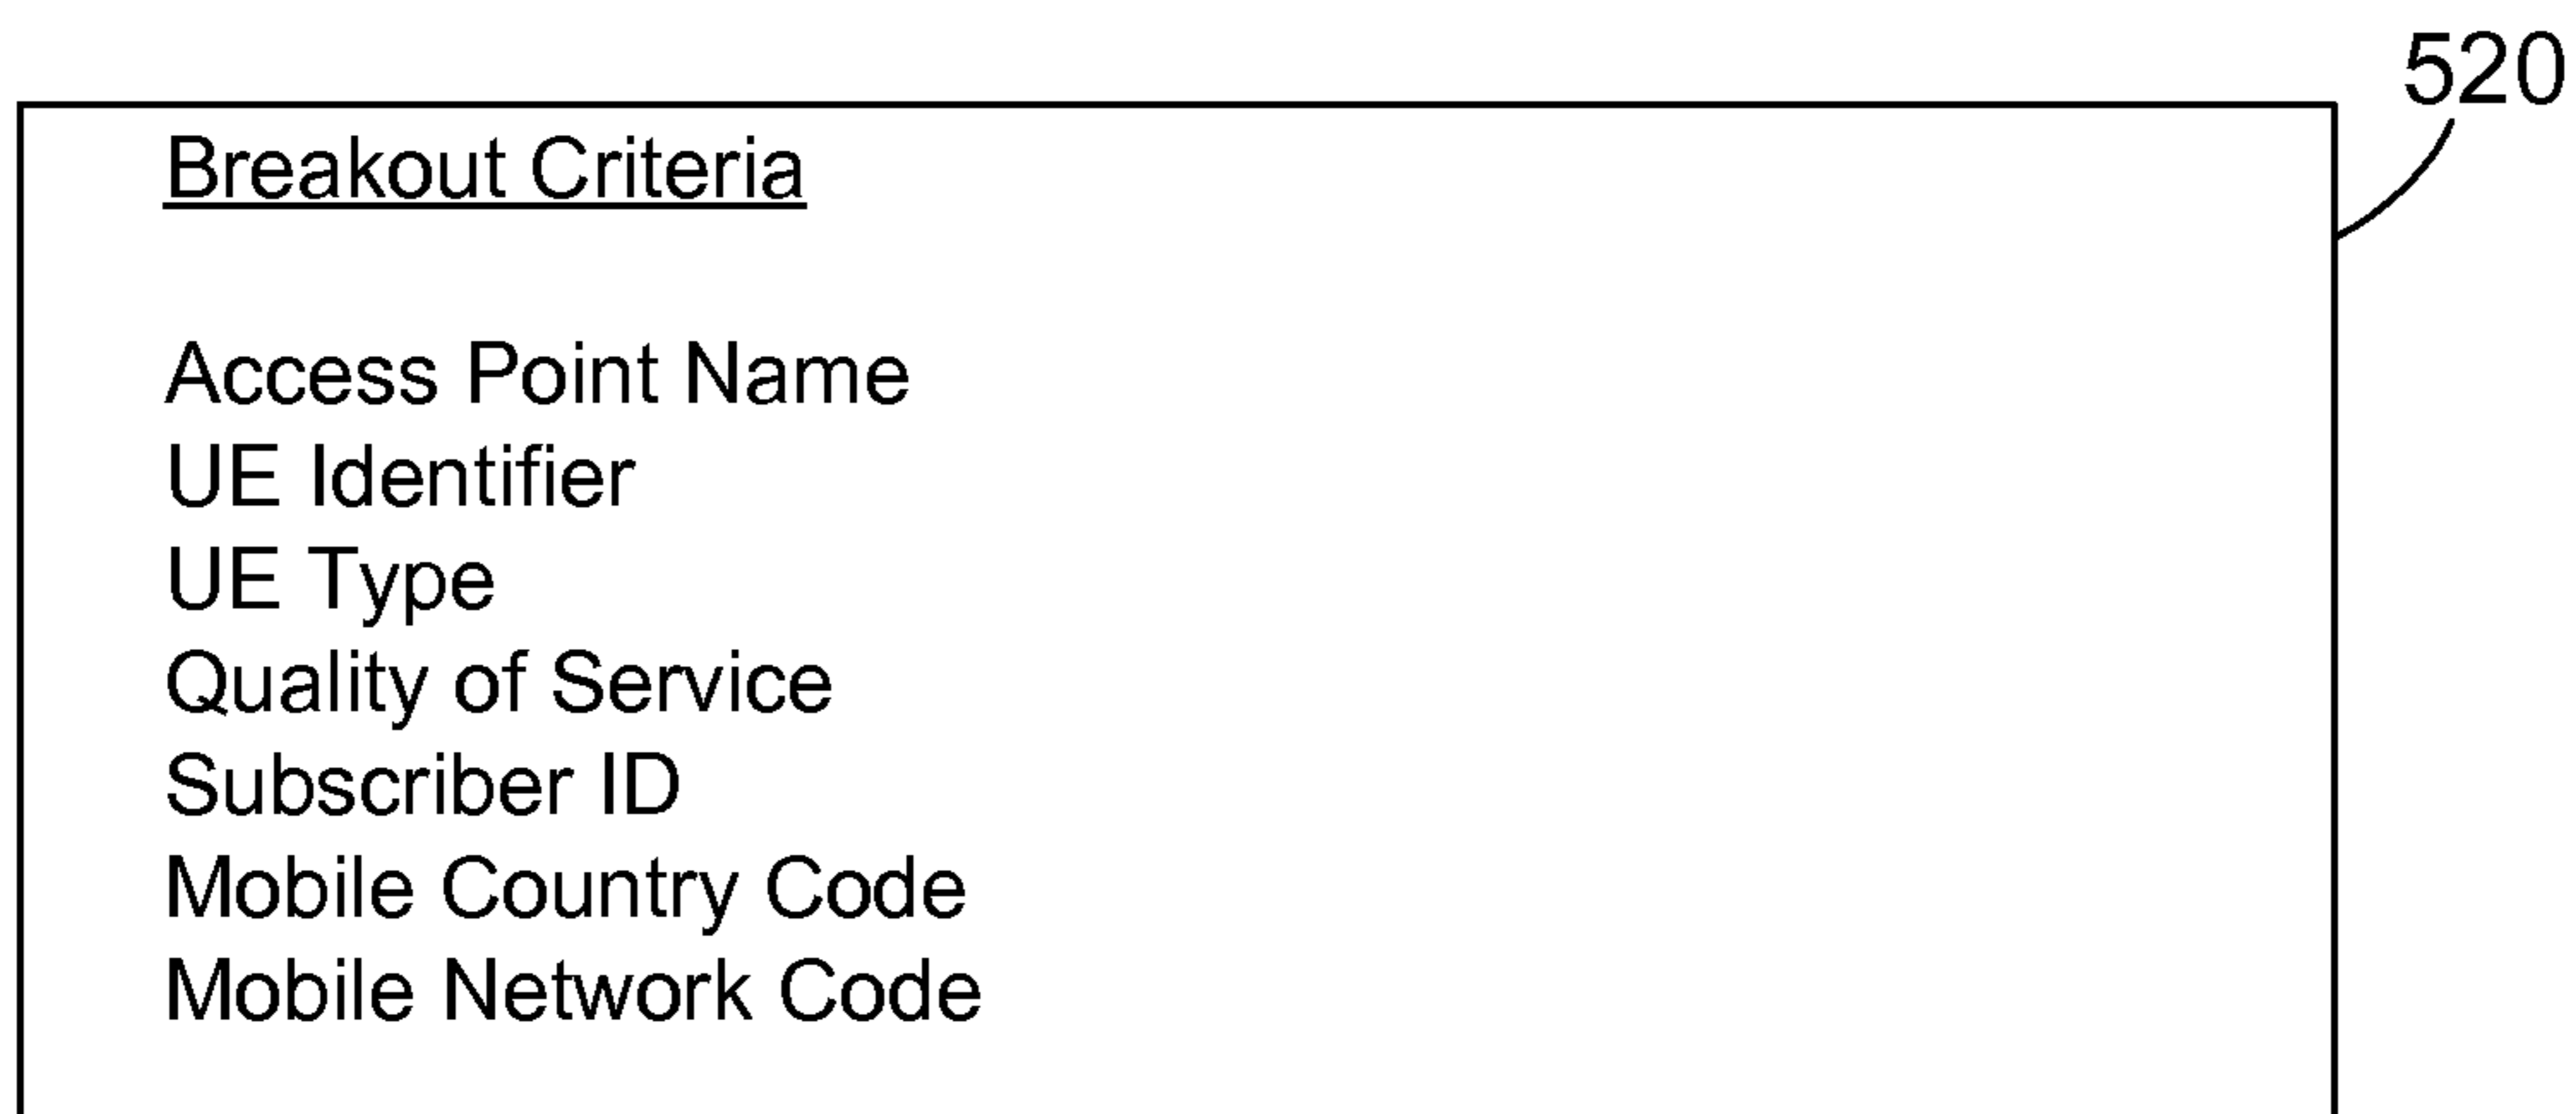 520
Breakout Criteria
Access Point Name
UE Identifier
UE Type
Quality of Service
Subscriber ID
Mobile Country Code
Mobile Network Code